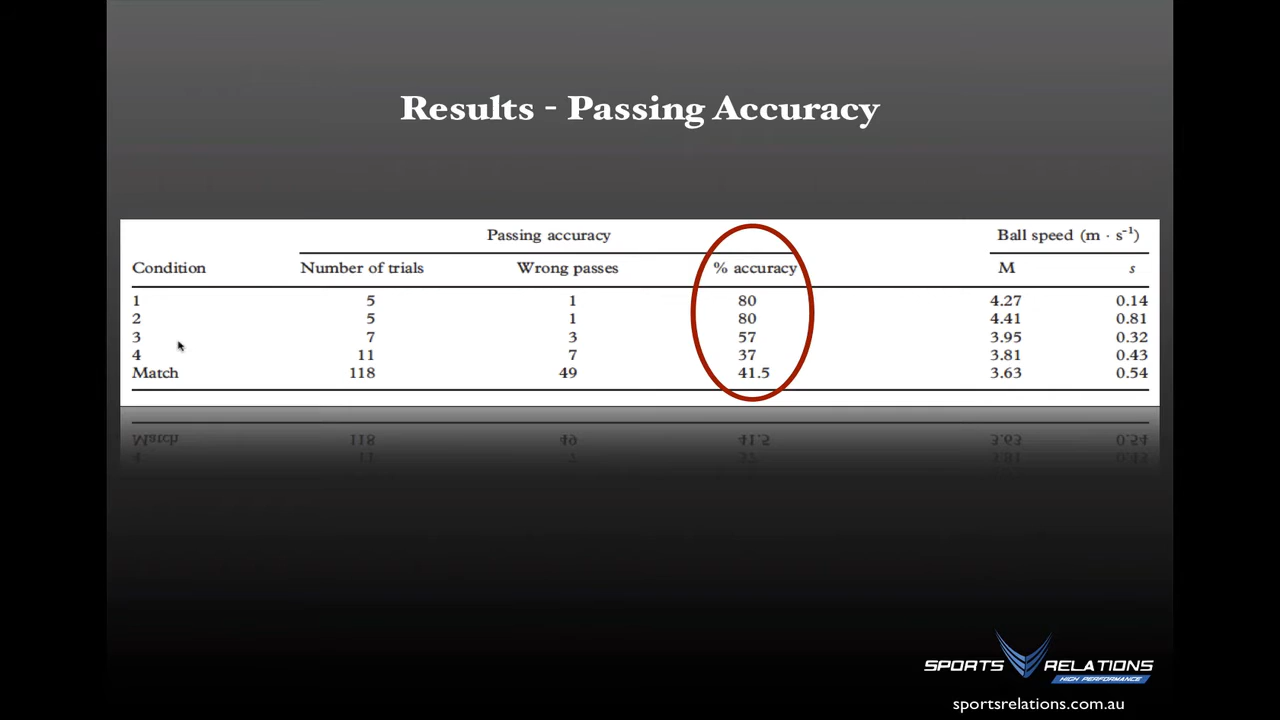 Results - Passing Accuracy
Passing accuracy Ball speed (m · s⁻¹)
Condition Number of trials Wrong passes % accuracy M s
1 5 1 80 4.27 0.14
2 5 1 80 4.41 0.81
3 7 3 57 3.95 0.32
4 11 7 37 3.81 0.43
Match 118 49 41.5 3.63 0.54
SPORTS RELATIONS
HIGH PERFORMANCE
sportsrelations.com.au